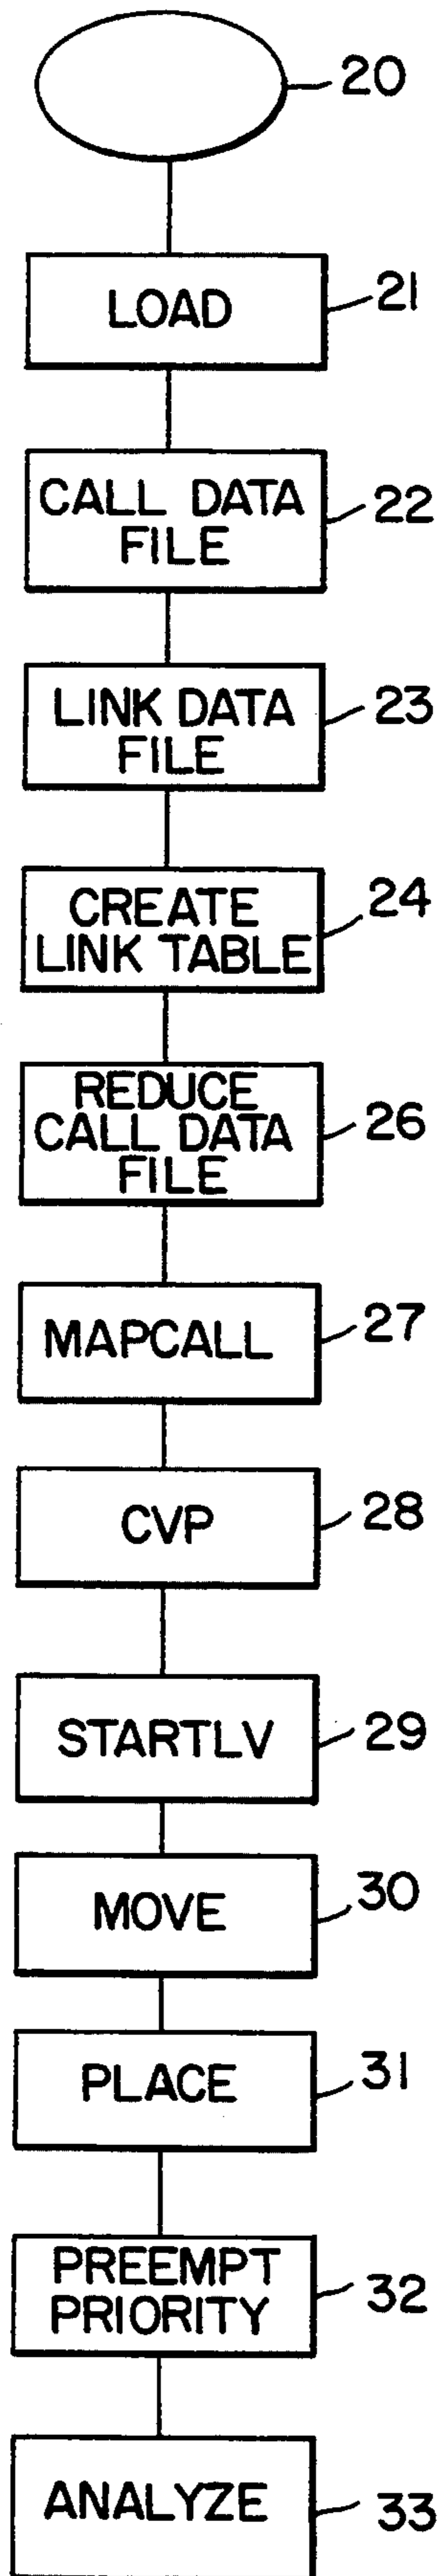 20
LOAD
21
CALL DATA
FILE
22
LINK DATA
FILE
23
CREATE
LINK TABLE
24
REDUCE
CALL DATA
FILE
26
MAPCALL
27
CVP
28
STARTLV
29
MOVE
30
PLACE
31
PREEMPT
PRIORITY
32
ANALYZE
33